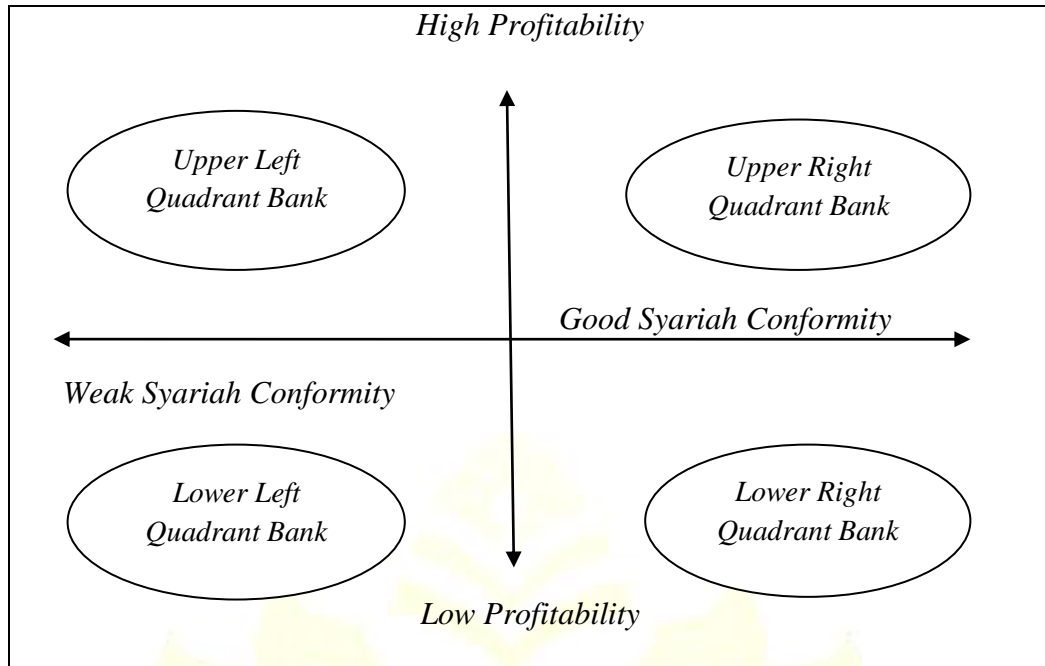 High Profitability
Upper Left
Quadrant Bank
Upper Right
Quadrant Bank
Good Syariah Conformity
Weak Syariah Conformity
Lower Left
Quadrant Bank
Lower Right
Quadrant Bank
Low Profitability